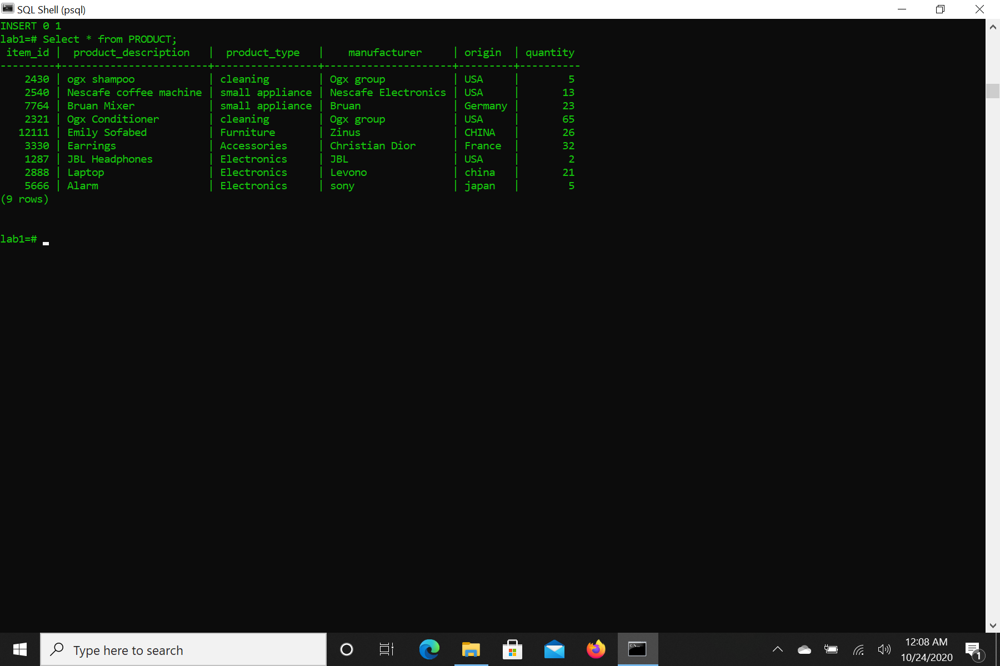 SQL Shell (psql)
INSERT 0 1
lab1=# Select * from PRODUCT;
 item_id |  product_description   |  product_type   |    manufacturer     | origin  | quantity
---------+------------------------+-----------------+---------------------+---------+----------
    2430 | ogx shampoo            | cleaning        | Ogx group           | USA     |        5
    2540 | Nescafe coffee machine | small appliance | Nescafe Electronics | USA     |       13
    7764 | Bruan Mixer            | small appliance | Bruan               | Germany |       23
    2321 | Ogx Conditioner        | cleaning        | Ogx group           | USA     |       65
   12111 | Emily Sofabed          | Furniture       | Zinus               | CHINA   |       26
    3330 | Earrings               | Accessories     | Christian Dior      | France  |       32
    1287 | JBL Headphones         | Electronics     | JBL                 | USA     |        2
    2888 | Laptop                 | Electronics     | Levono              | china   |       21
    5666 | Alarm                  | Electronics     | sony                | japan   |        5
(9 rows)
lab1=#
Type here to search
12:08 AM
10/24/2020
1